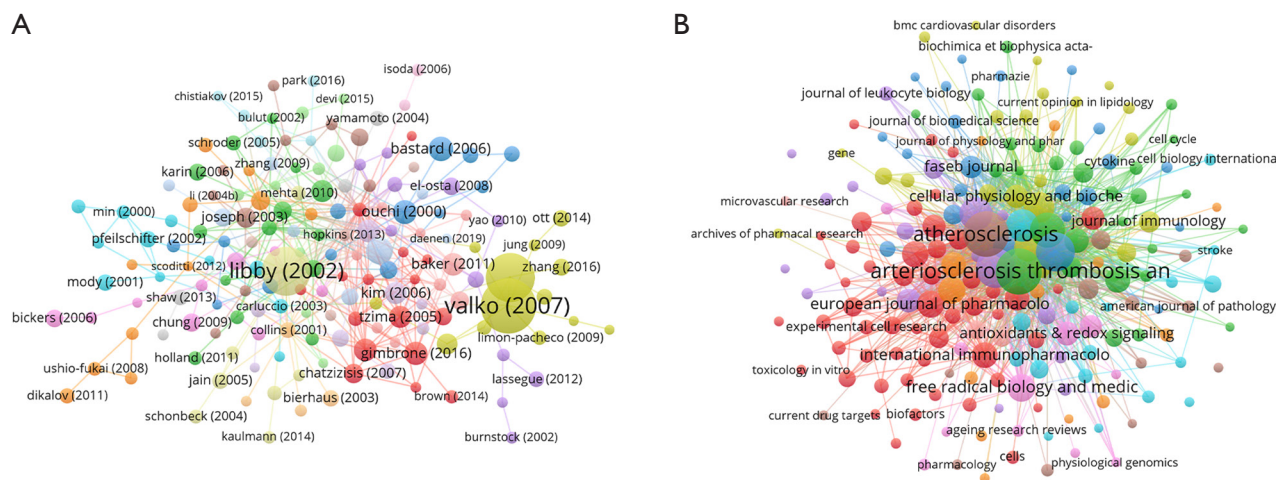 A
isoda (2006)
park (2016)
chistiakov (2015)
devi (2015)
bulut (2002)
yamamoto (2004)
schroder (2005)
bastard (2006)
zhang (2009)
karin (2006)
el-osta (2008)
li (2004b)
mehta (2010)
min (2000)
joseph (2003)
ouchi (2000)
yao (2010)
ott (2014)
pfeilschifter (2002)
hopkins (2013)
daenen (2019)
jung (2009)
scoditti (2012)
libby (2002)
baker (2011)
zhang (2016)
mody (2001)
shaw (2013)
kim (2006)
carluccio (2003)
valko (2007)
bickers (2006)
chung (2009)
tzima (2005)
collins (2001)
limon-pacheco (2009)
holland (2011)
gimbrone (2016)
ushio-fukai (2008)
jain (2005)
chatzizisis (2007)
lassegue (2012)
dikalov (2011)
bierhaus (2003)
brown (2014)
schonbeck (2004)
kaulmann (2014)
burnstock (2002)
B
bmc cardiovascular disorders
biochimica et biophysica acta-
pharmazie
journal of leukocyte biology
current opinion in lipidology
journal of biomedical science
journal of physiology and phar
cell cycle
gene
faseb journal
cytokine
cell biology internationa
cellular physiology and bioche
microvascular research
journal of immunology
archives of pharmacal research
atherosclerosis
stroke
arteriosclerosis thrombosis an
european journal of pharmacolo
american journal of pathology
experimental cell research
antioxidants & redox signaling
international immunopharmacolo
toxicology in vitro
free radical biology and medic
current drug targets
biofactors
ageing research reviews
cells
pharmacology
physiological genomics